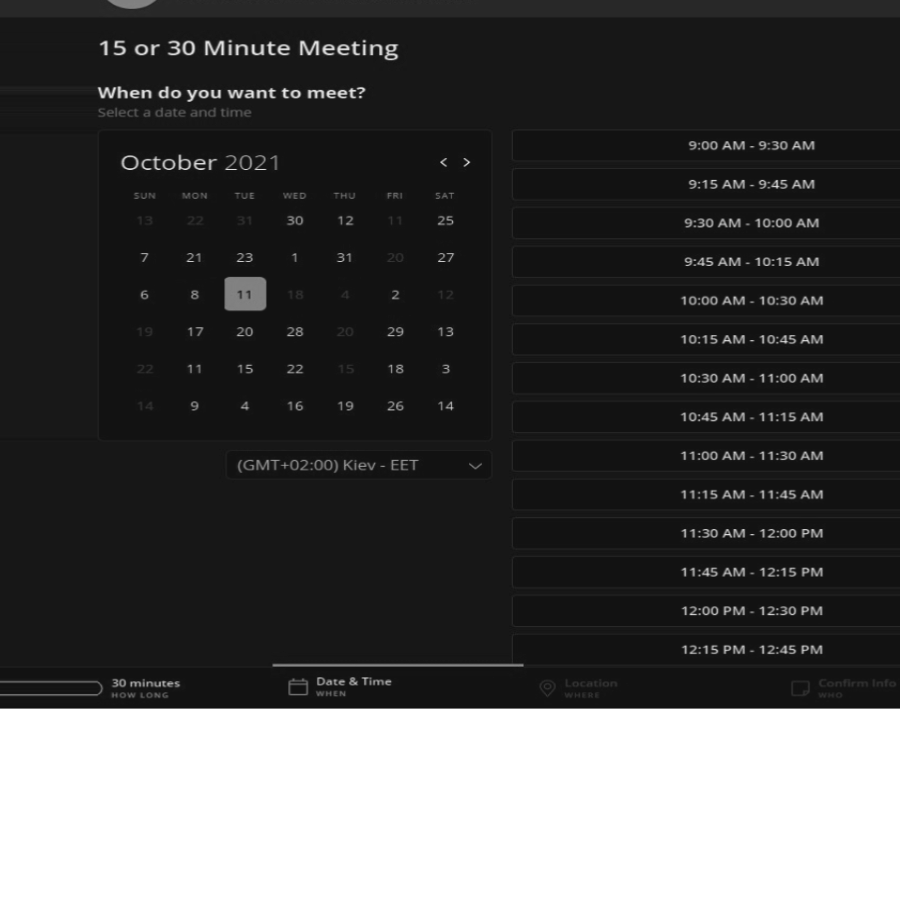 15 or 30 Minute Meeting
When do you want to meet?
Select a date and time
October 2021 < >
SUN MON TUE WED THU FRI SAT
13 22 31 30 12 11 25
7 21 23 1 31 20 27
6 8 11 18 4 2 12
19 17 20 28 20 29 13
22 11 15 22 15 18 3
14 9 4 16 19 26 14
(GMT+02:00) Kiev - EET
9:00 AM - 9:30 AM
9:15 AM - 9:45 AM
9:30 AM - 10:00 AM
9:45 AM - 10:15 AM
10:00 AM - 10:30 AM
10:15 AM - 10:45 AM
10:30 AM - 11:00 AM
10:45 AM - 11:15 AM
11:00 AM - 11:30 AM
11:15 AM - 11:45 AM
11:30 AM - 12:00 PM
11:45 AM - 12:15 PM
12:00 PM - 12:30 PM
12:15 PM - 12:45 PM
30 minutes
HOW LONG
Date & Time
WHEN
Location
WHERE
Confirm Info
WHO